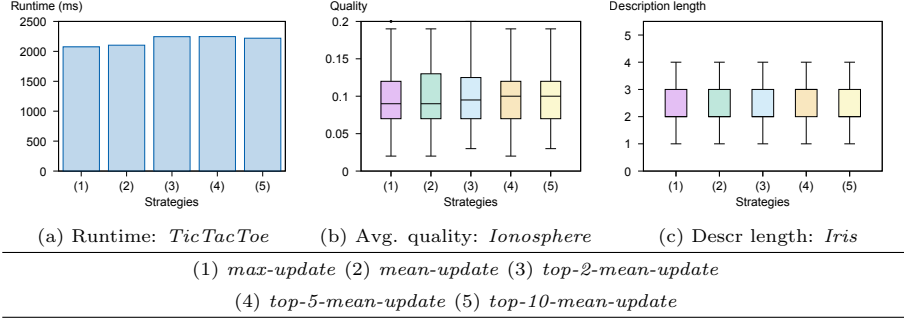 Runtime (ms)
2500
2000
1500
1000
500
0
(1) (2) (3) (4) (5)
Strategies
Quality
0.2
0.15
0.1
0.05
0
(1) (2) (3) (4) (5)
Strategies
Description length
5
4
3
2
1
0
(1) (2) (3) (4) (5)
Strategies
(a) Runtime: TicTacToe
(b) Avg. quality: Ionosphere
(c) Descr length: Iris
(1) max-update (2) mean-update (3) top-2-mean-update
(4) top-5-mean-update (5) top-10-mean-update